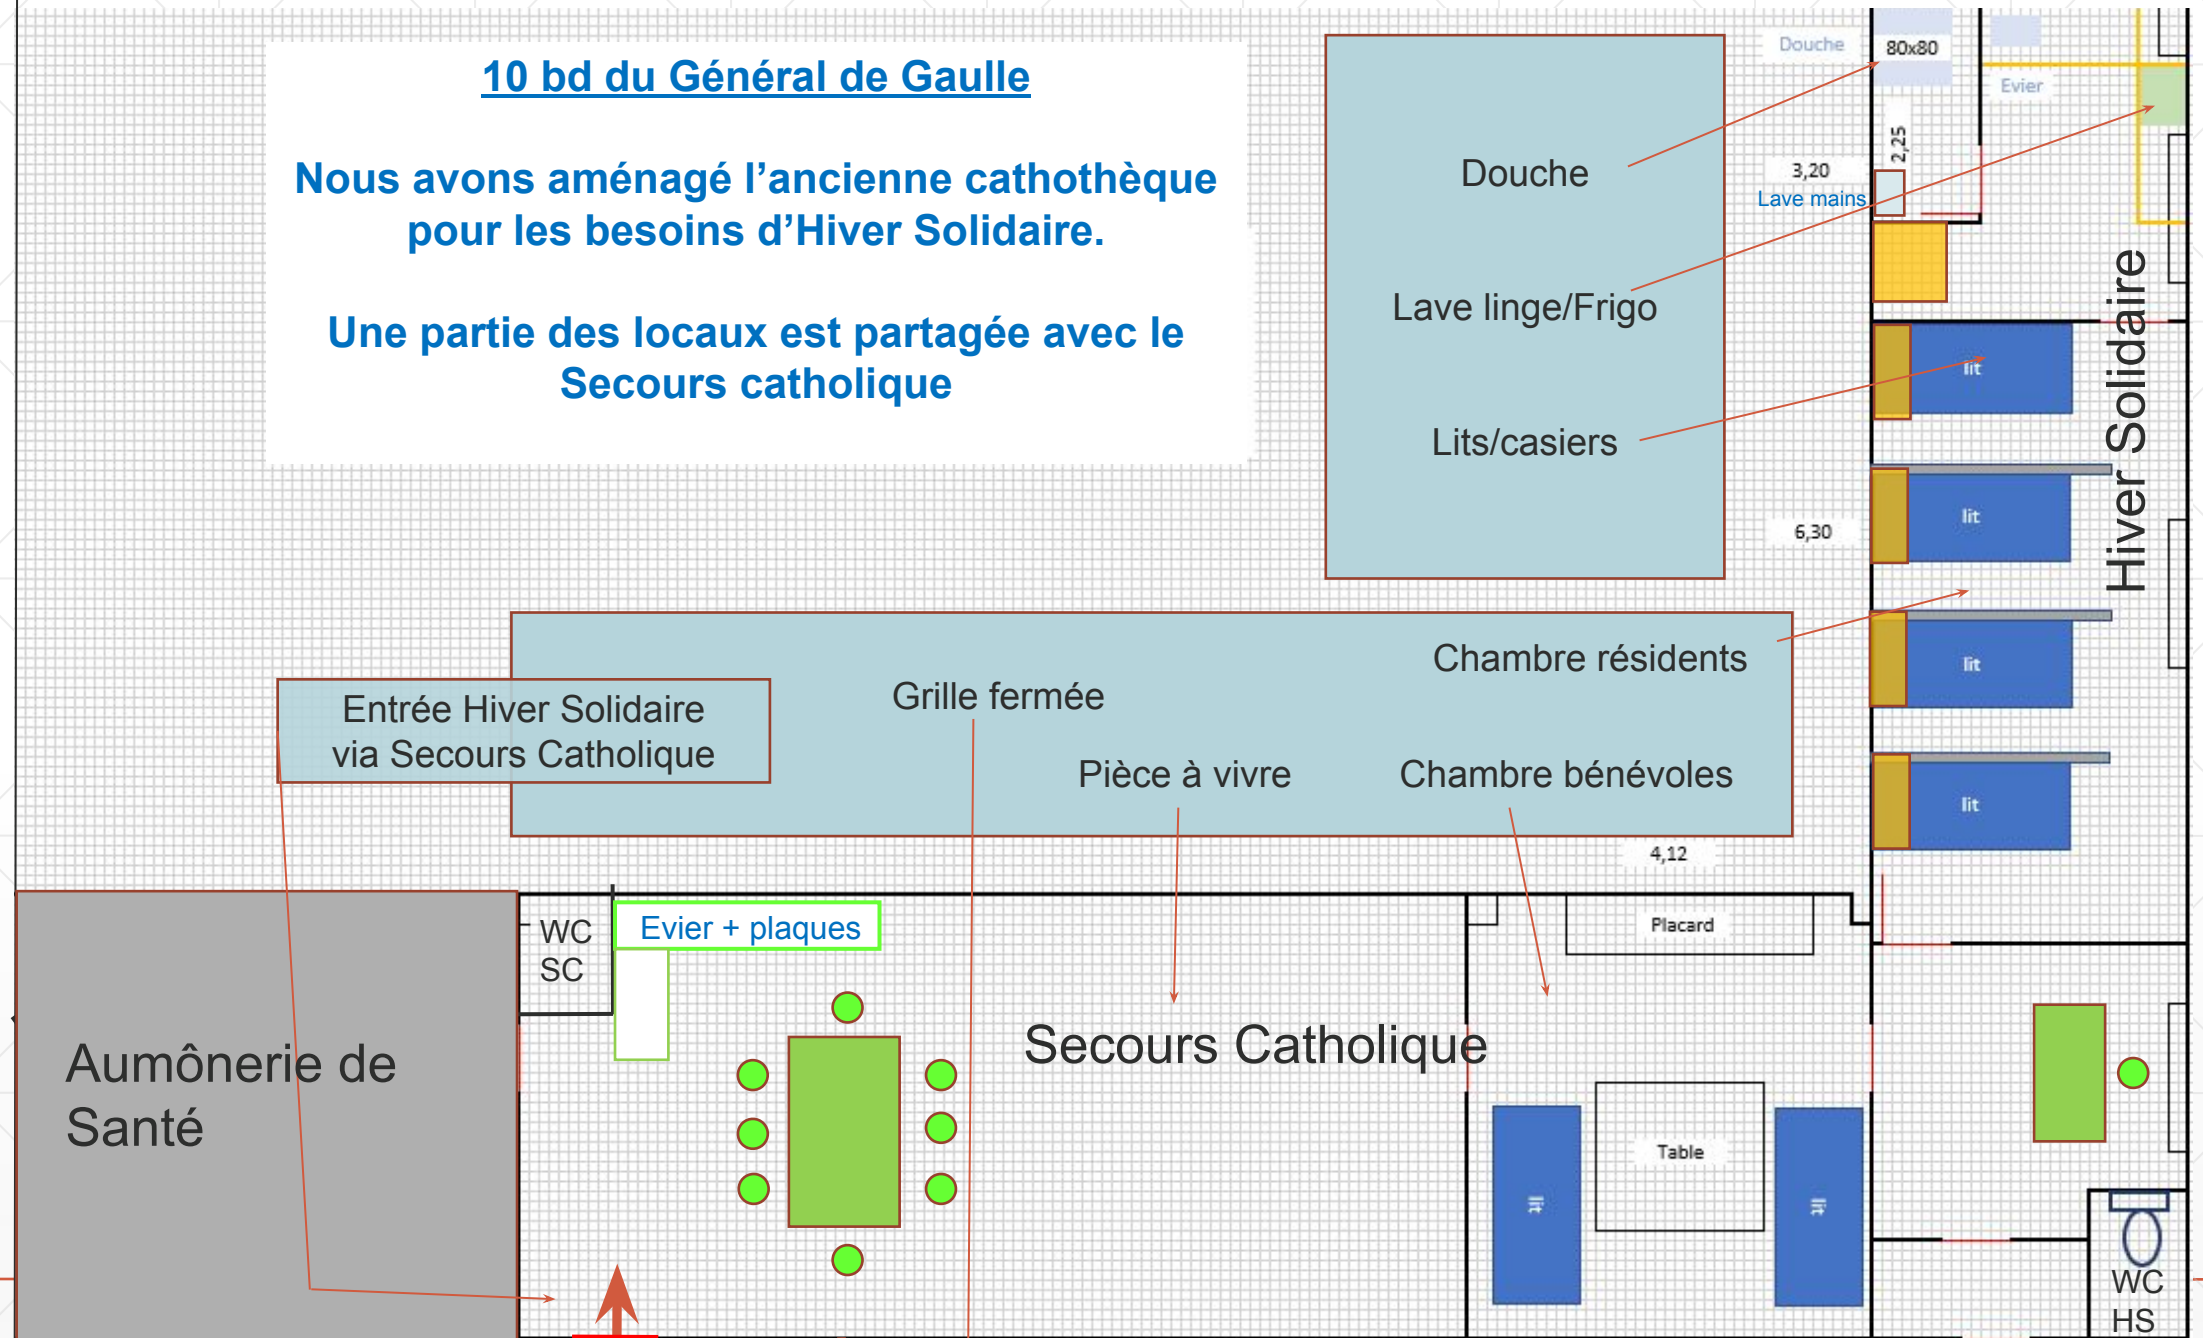 10 bd du Général de Gaulle
Nous avons aménagé l’ancienne cathothèque
pour les besoins d’Hiver Solidaire.
Une partie des locaux est partagée avec le
Secours catholique
Douche
Lave linge/Frigo
Lits/casiers
Douche
80x80
Evier
2,25
3,20
Lave mains
Hiver Solidaire
lit
lit
6,30
lit
lit
Chambre résidents
Grille fermée
Entrée Hiver Solidaire
via Secours Catholique
Pièce à vivre
Chambre bénévoles
4,12
WC
SC
Evier + plaques
Placard
Aumônerie de
Santé
Secours Catholique
Table
lit
lit
WC
HS